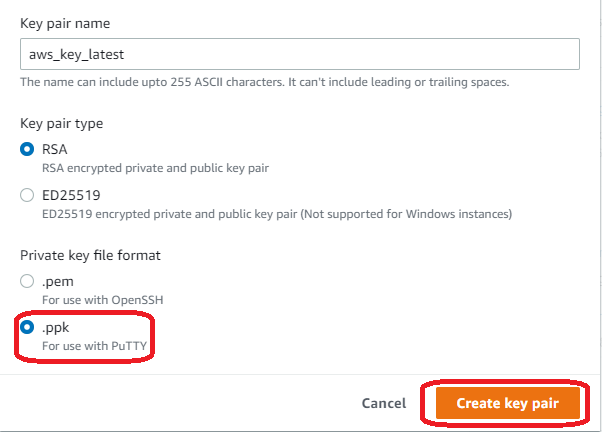 Key pair name
aws_key_latest
The name can include upto 255 ASCII characters. It can't include leading or trailing spaces.
Key pair type
RSA
RSA encrypted private and public key pair
ED25519
ED25519 encrypted private and public key pair (Not supported for Windows instances)
Private key file format
.pem
For use with OpenSSH
.ppk
For use with PuTTY
Cancel Create key pair